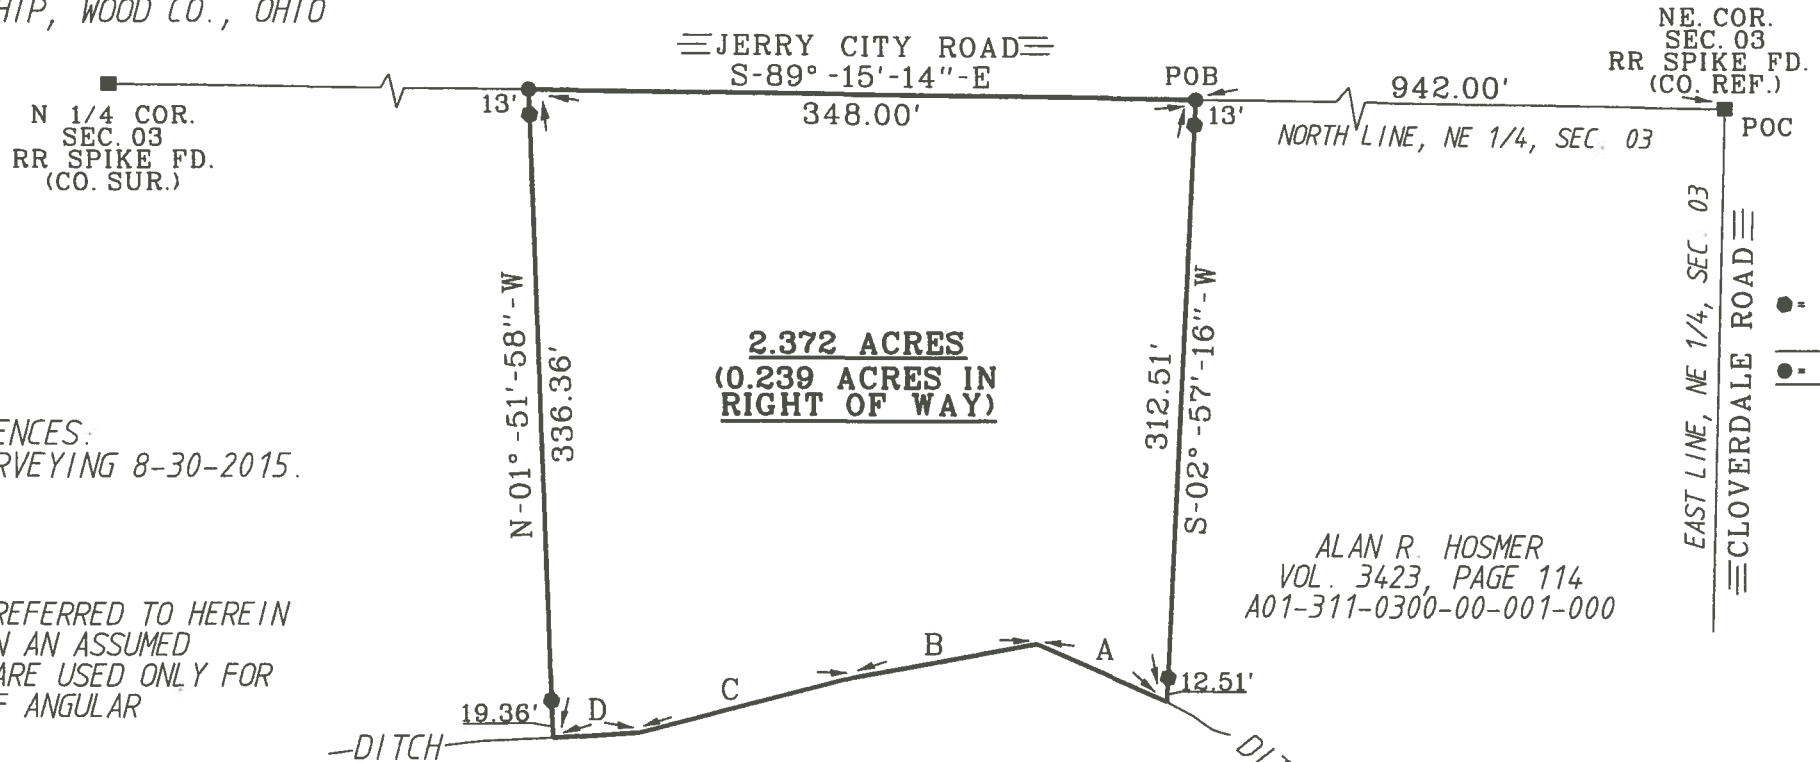 HIP, WOOD CO., OHIO
JERRY CITY ROAD
S-89°-15'-14"-E
348.00'
13'
POB
13'
942.00'
NORTH LINE, NE 1/4, SEC. 03
NE. COR.
SEC. 03
RR SPIKE FD.
(CO. REF.)
POC
N 1/4 COR.
SEC. 03
RR SPIKE FD.
(CO. SUR.)
N-01°-51'-58"-W
336.36'
2.372 ACRES
(0.239 ACRES IN
RIGHT OF WAY)
312.51'
S-02°-57'-16"-W
EAST LINE, NE 1/4, SEC. 03
CLOVERDALE ROAD
ENCES:
RVEYING 8-30-2015.
ALAN R. HOSMER
VOL. 3423, PAGE 114
A01-311-0300-00-001-000
REFERRED TO HEREIN
N AN ASSUMED
ARE USED ONLY FOR
F ANGULAR
A
B
C
D
12.51'
19.36'
DITCH
DIT